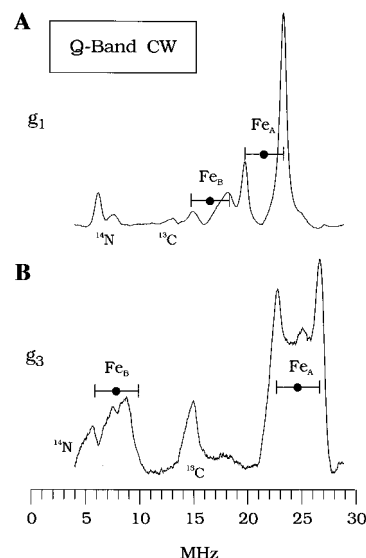 A
Q-Band CW
g1
FeA
FeB
14N
13C
B
g3
FeB
FeA
14N
13C
0 5 10 15 20 25 30
MHz